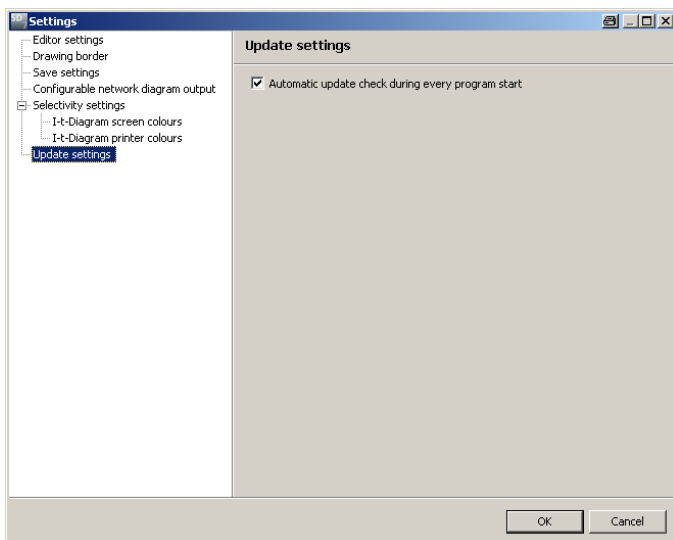 SD
Settings
Editor settings
Drawing border
Save settings
Configurable network diagram output
Selectivity settings
I-t-Diagram screen colours
I-t-Diagram printer colours
Update settings
Update settings
Automatic update check during every program start
OK
Cancel